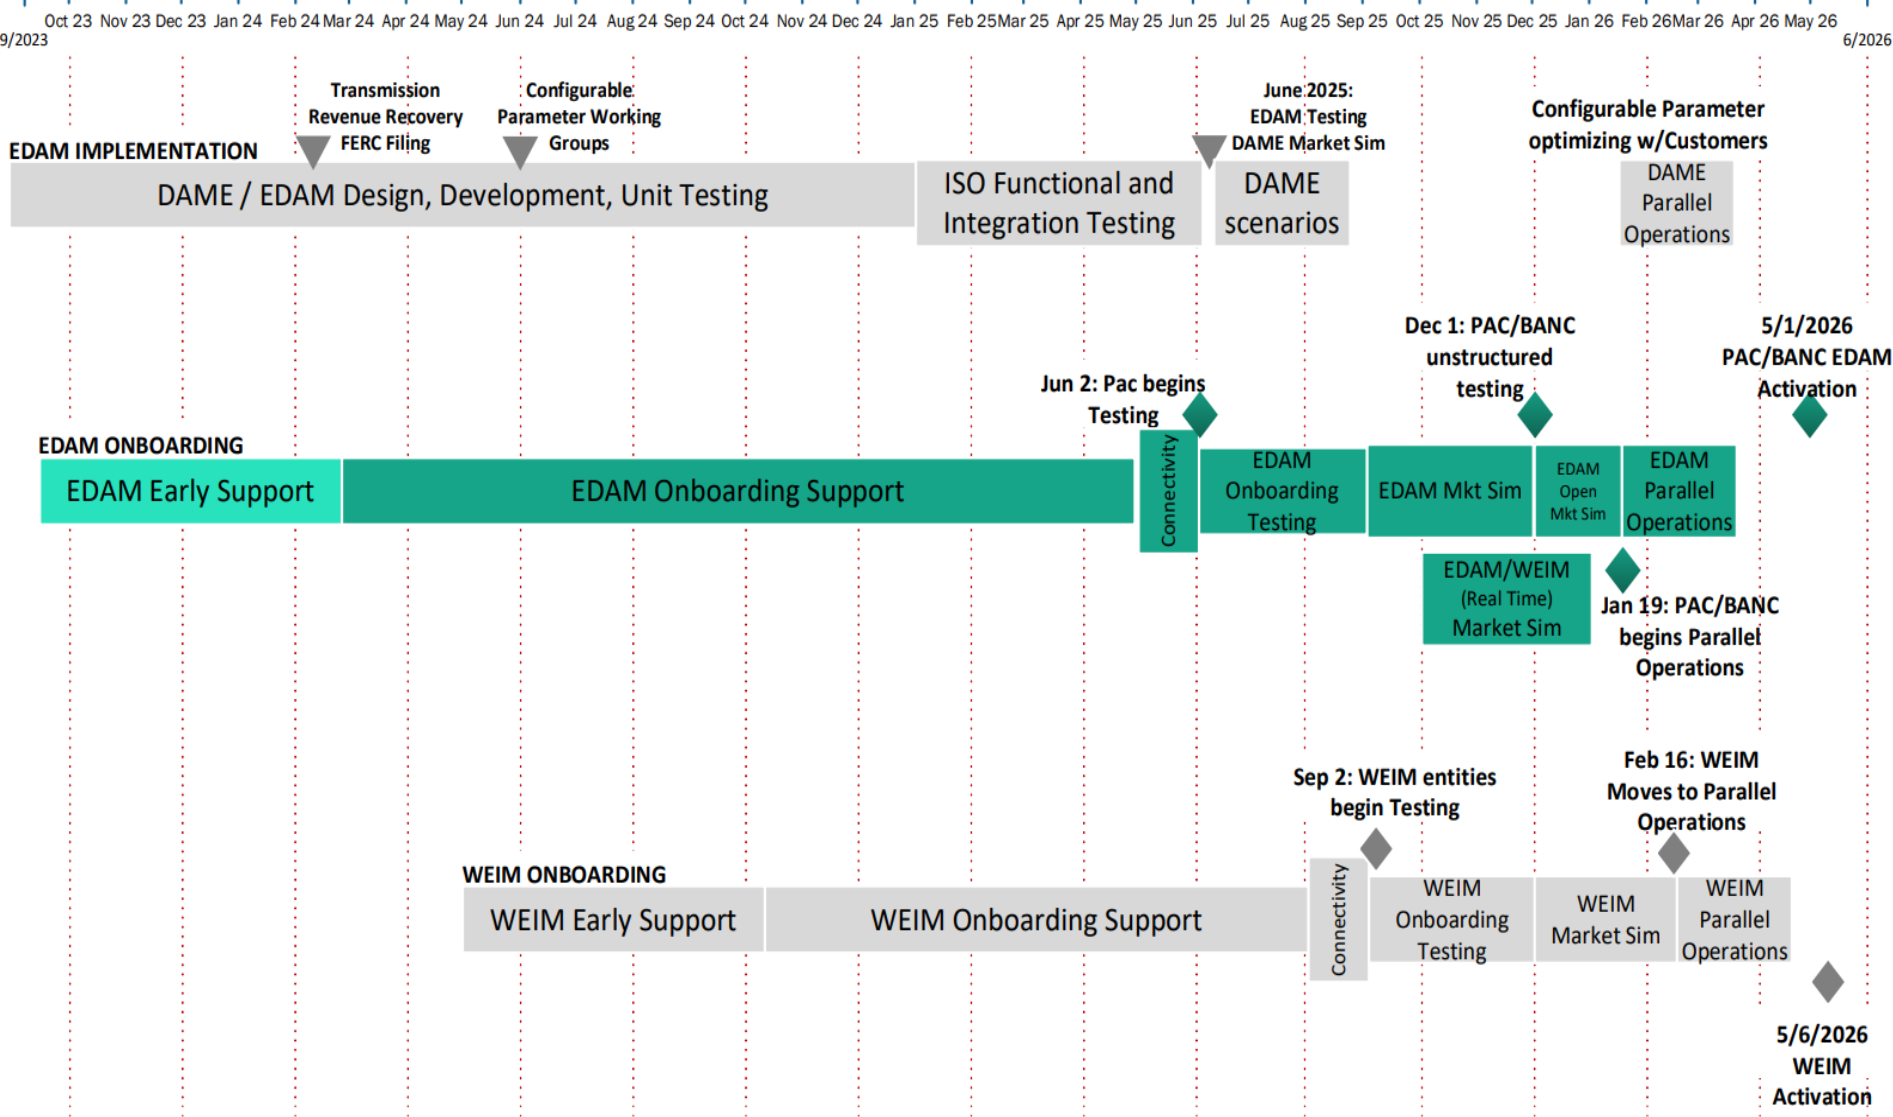 Oct 23 Nov 23 Dec 23 Jan 24 Feb 24 Mar 24 Apr 24 May 24 Jun 24 Jul 24 Aug 24 Sep 24 Oct 24 Nov 24 Dec 24 Jan 25 Feb 25 Mar 25 Apr 25 May 25 Jun 25 Jul 25 Aug 25 Sep 25 Oct 25 Nov 25 Dec 25 Jan 26 Feb 26 Mar 26 Apr 26 May 26
9/2023 6/2026
Transmission
Revenue Recovery
FERC Filing
Configurable
Parameter Working
Groups
June 2025:
EDAM Testing
DAME Market Sim
Configurable Parameter
optimizing w/Customers
EDAM IMPLEMENTATION
DAME / EDAM Design, Development, Unit Testing
ISO Functional and
Integration Testing
DAME
scenarios
DAME
Parallel
Operations
Jun 2: Pac begins
Testing
Dec 1: PAC/BANC
unstructured
testing
5/1/2026
PAC/BANC EDAM
Activation
EDAM ONBOARDING
EDAM Early Support
EDAM Onboarding Support
Connectivity
EDAM
Onboarding
Testing
EDAM Mkt Sim
EDAM
Open
Mkt Sim
EDAM
Parallel
Operations
EDAM/WEIM
(Real Time)
Market Sim
Jan 19: PAC/BANC
begins Parallel
Operations
Sep 2: WEIM entities
begin Testing
Feb 16: WEIM
Moves to Parallel
Operations
WEIM ONBOARDING
WEIM Early Support
WEIM Onboarding Support
Connectivity
WEIM
Onboarding
Testing
WEIM
Market Sim
WEIM
Parallel
Operations
5/6/2026
WEIM
Activation